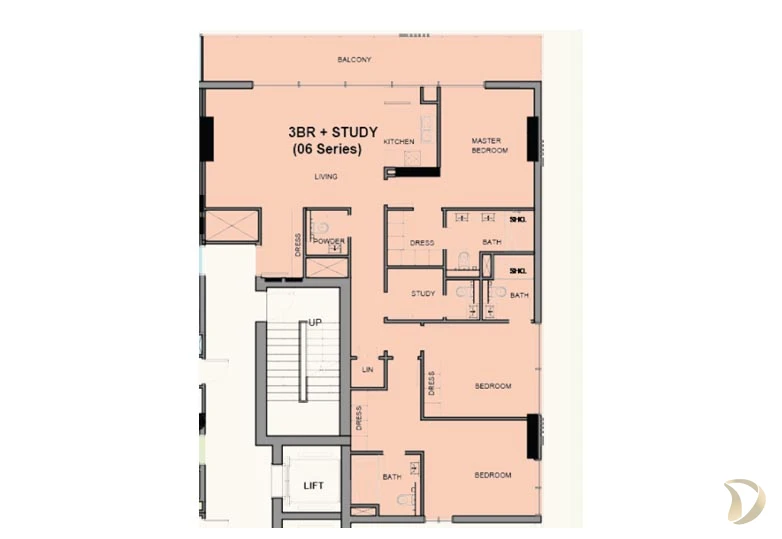 BALCONY
3BR + STUDY
(06 Series)
KITCHEN
MASTER
BEDROOM
LIVING
DRESS
POWDER
DRESS
SHO.
BATH
SHO.
STUDY
BATH
UP
LIN
DRESS
BEDROOM
DRESS
BATH
BEDROOM
LIFT